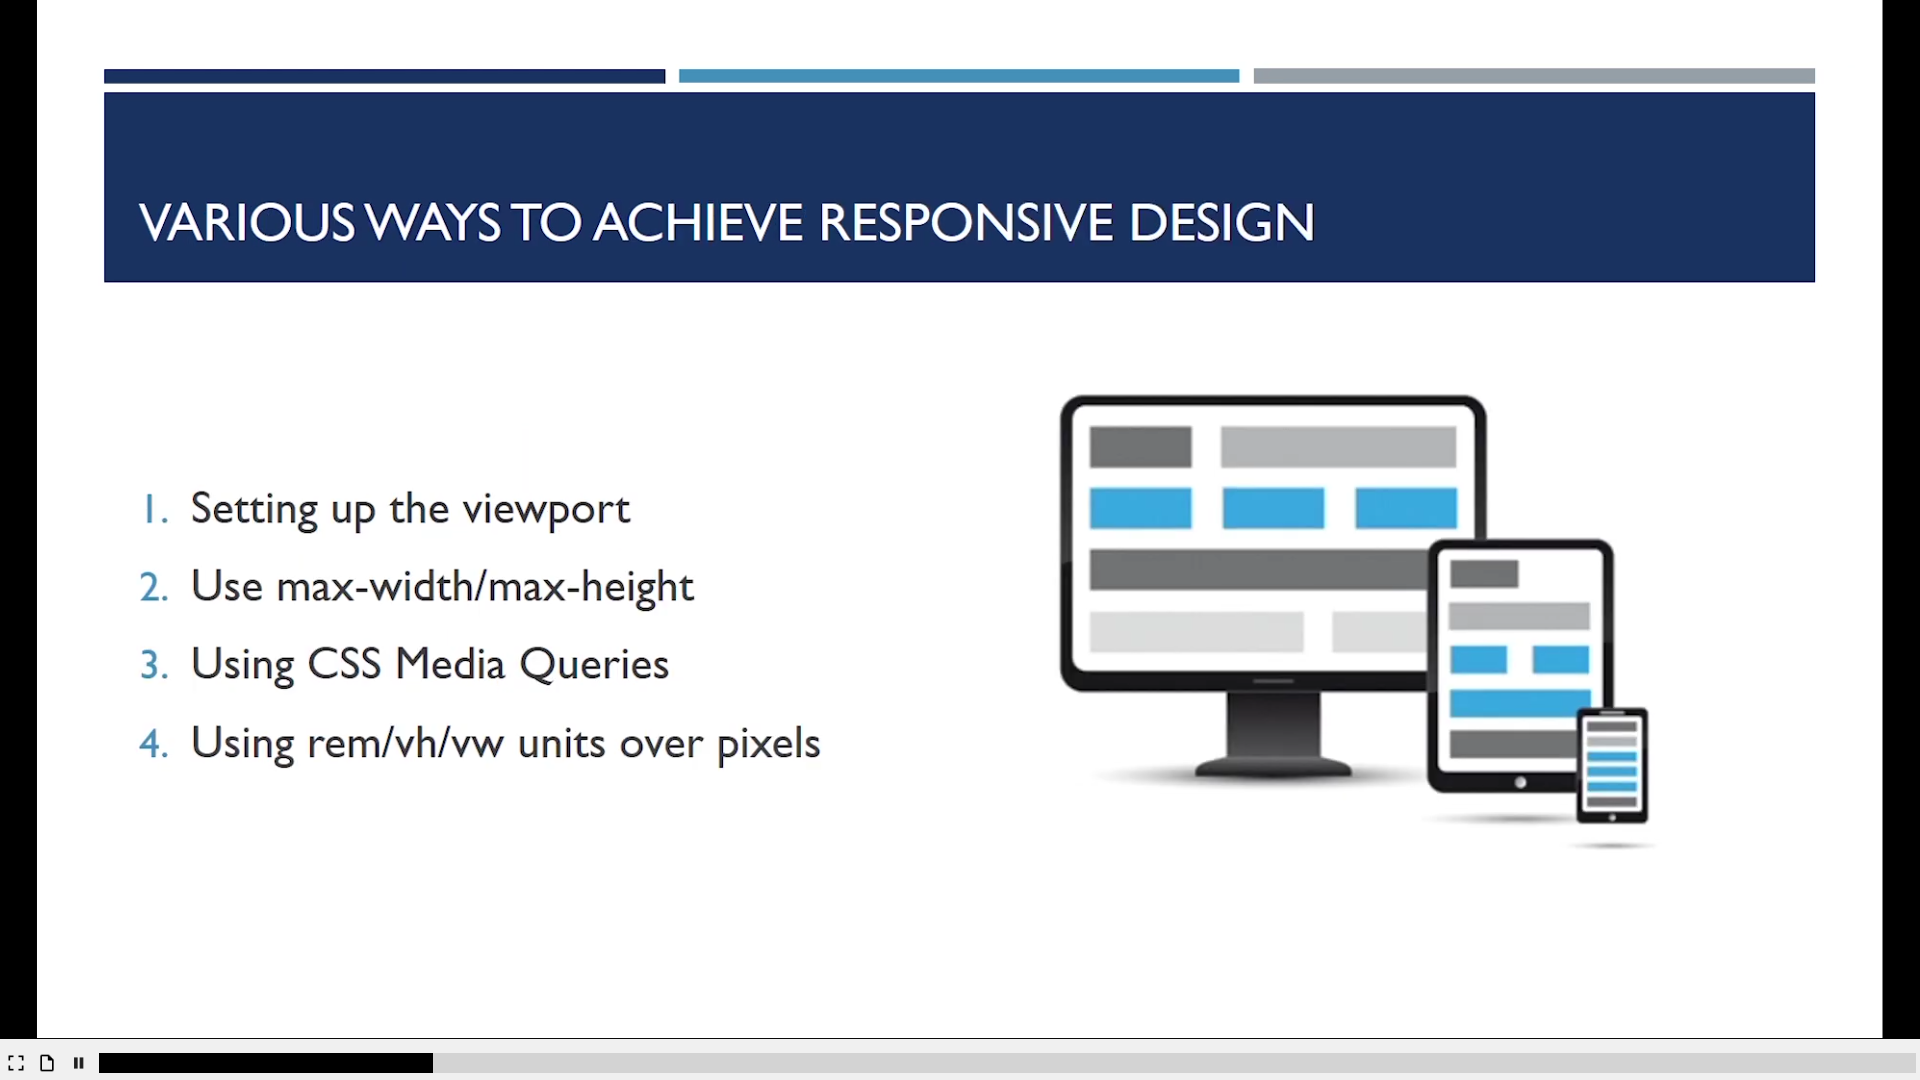 VARIOUS WAYS TO ACHIEVE RESPONSIVE DESIGN
1. Setting up the viewport
2. Use max-width/max-height
3. Using CSS Media Queries
4. Using rem/vh/vw units over pixels